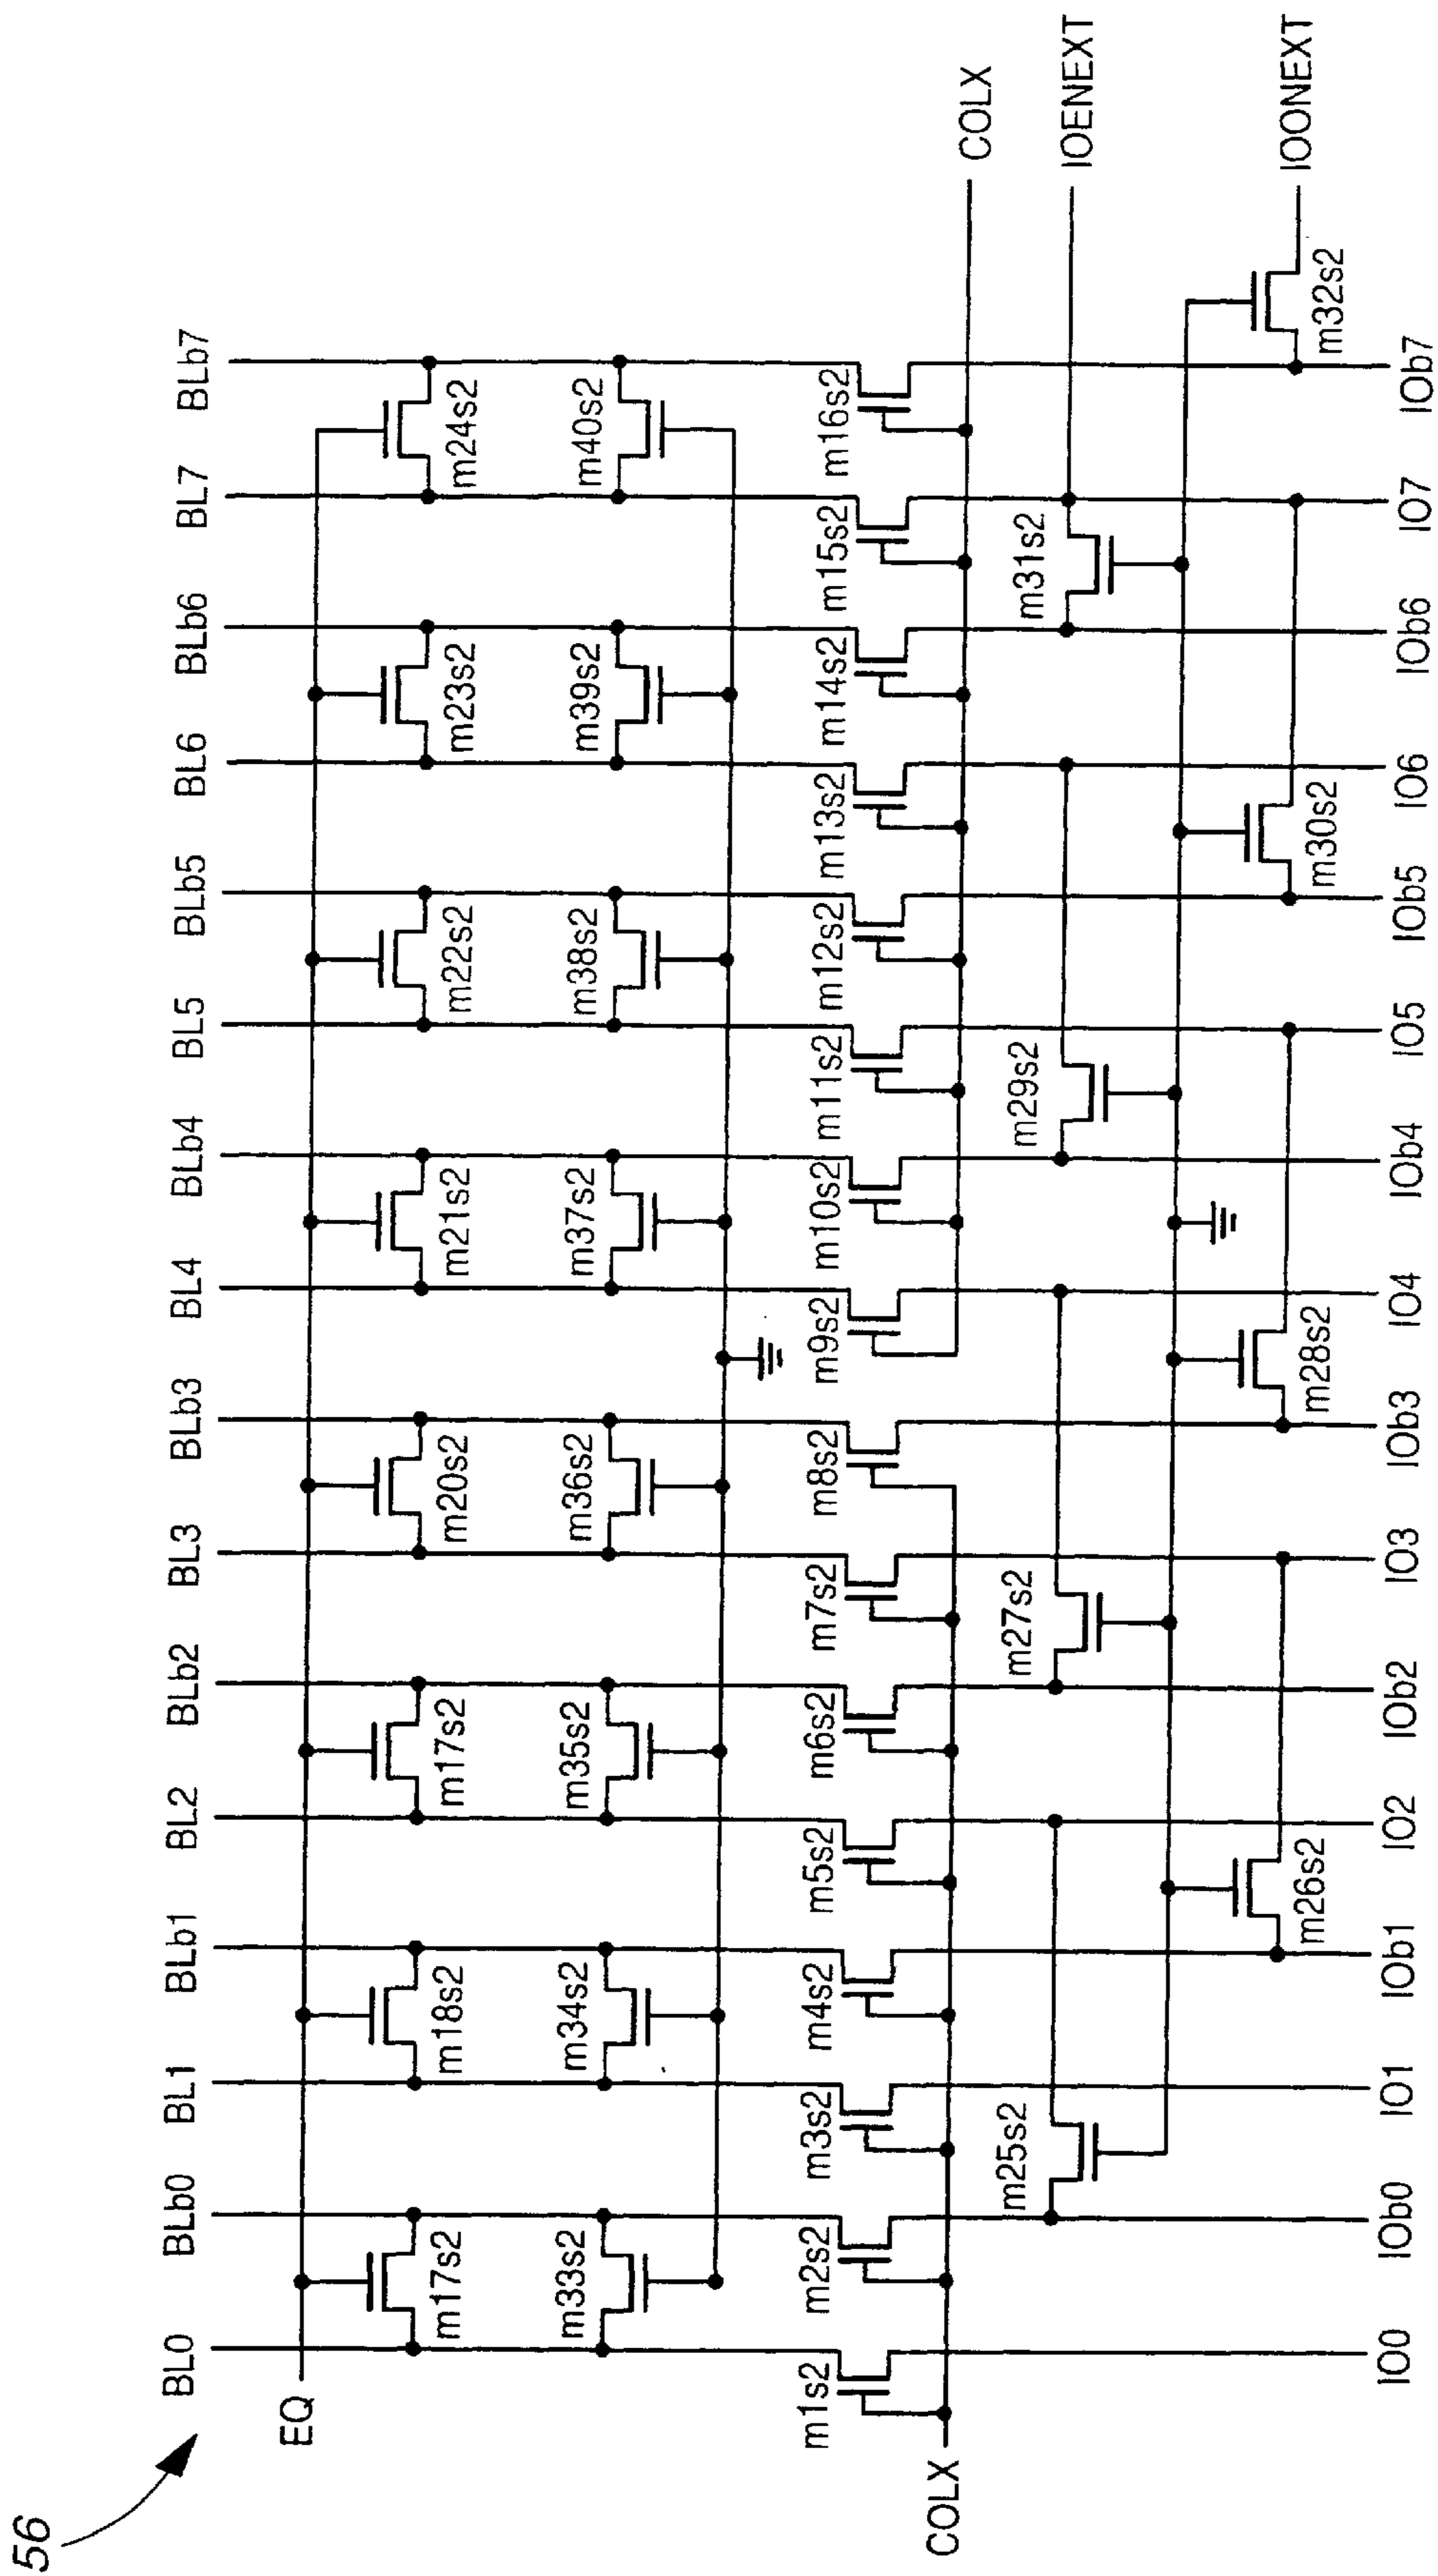 56
BL0 BLb0 BL1 BLb1 BL2 BLb2 BL3 BLb3 BL4 BLb4 BL5 BLb5 BL6 BLb6 BL7 BLb7
EQ
m17s2 m18s2 m17s2 m20s2 m21s2 m22s2 m23s2 m24s2
m33s2 m34s2 m35s2 m36s2 m37s2 m38s2 m39s2 m40s2
m1s2 m2s2 m3s2 m4s2 m5s2 m6s2 m7s2 m8s2 m9s2 m10s2 m11s2 m12s2 m13s2 m14s2 m15s2 m16s2
COLX COLX
m25s2 m27s2 m29s2 m31s2 IOENEXT
m26s2 m28s2 m30s2 m32s2 IOONEXT
IO0 IOb0 IO1 IOb1 IO2 IOb2 IO3 IOb3 IO4 IOb4 IO5 IOb5 IO6 IOb6 IO7 IOb7